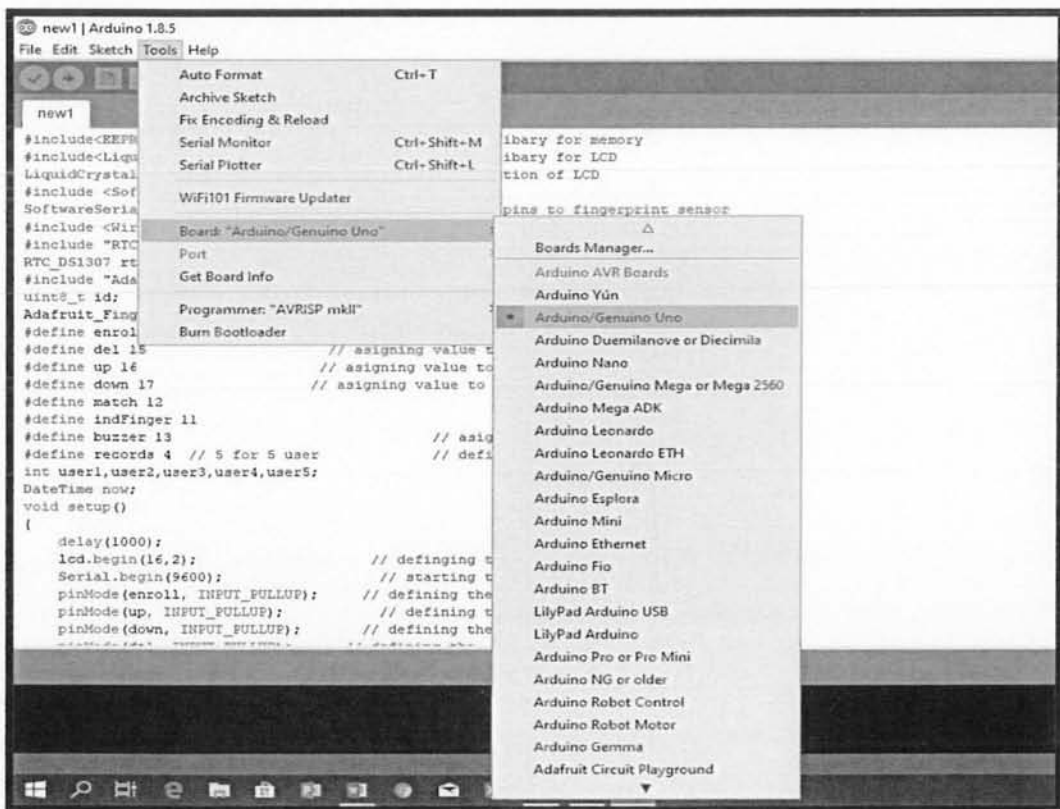 new1 | Arduino 1.8.5
File Edit Sketch Tools Help
Auto Format Ctrl+T
Archive Sketch
Fix Encoding & Reload
Serial Monitor Ctrl+Shift+M
Serial Plotter Ctrl+Shift+L
WiFi101 Firmware Updater
Board: "Arduino/Genuino Uno"
Port
Get Board Info
Programmer: "AVRISP mkII"
Burn Bootloader
Boards Manager...
Arduino AVR Boards
Arduino Yún
Arduino/Genuino Uno
Arduino Duemilanove or Diecimila
Arduino Nano
Arduino/Genuino Mega or Mega 2560
Arduino Mega ADK
Arduino Leonardo
Arduino Leonardo ETH
Arduino/Genuino Micro
Arduino Esplora
Arduino Mini
Arduino Ethernet
Arduino Fio
Arduino BT
LilyPad Arduino USB
LilyPad Arduino
Arduino Pro or Pro Mini
Arduino NG or older
Arduino Robot Control
Arduino Robot Motor
Arduino Gemma
Adafruit Circuit Playground
new1
#include<EEPR ibary for memory
#include<Liqu ibary for LCD
LiquidCrystal tion of LCD
#include <Sof
SoftwareSeria pins to fingerprint sensor
#include <Wir
#include "RTC
RTC_DS1307 rt
#include "Ada
uint8_t id;
Adafruit_Fing
#define enrol
#define del 15 // asigning value t
#define up 16 // asigning value to
#define down 17 // asigning value to
#define match 12
#define indFinger 11
#define buzzer 13 // asig
#define records 4 // 5 for 5 user // defi
int user1,user2,user3,user4,user5;
DateTime now;
void setup()
{
delay(1000);
lcd.begin(16,2); // definging t
Serial.begin(9600); // starting t
pinMode(enroll, INPUT_PULLUP); // defining the
pinMode(up, INPUT_PULLUP); // defining t
pinMode(down, INPUT_PULLUP); // defining the